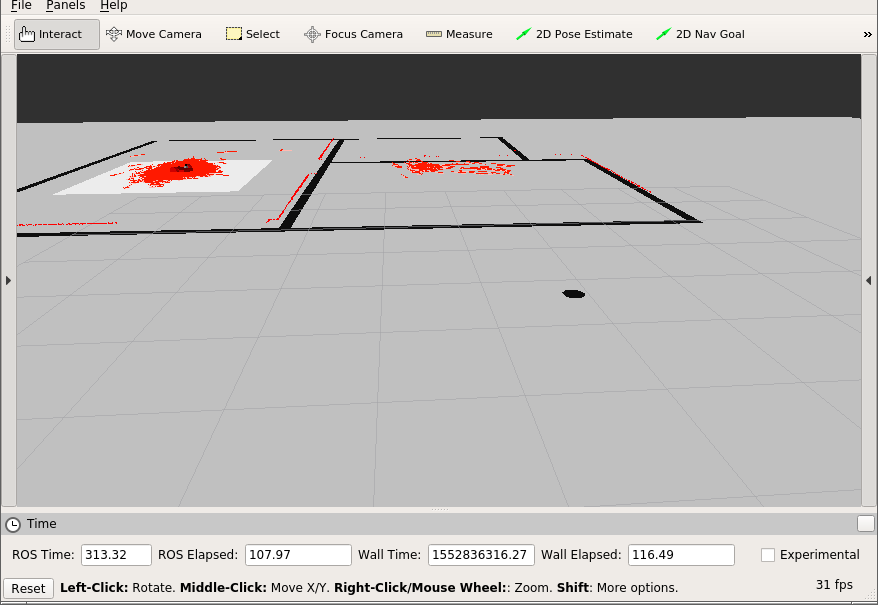 File Panels Help
Interact Move Camera Select Focus Camera Measure 2D Pose Estimate 2D Nav Goal »
Time
ROS Time: 313.32 ROS Elapsed: 107.97 Wall Time: 1552836316.27 Wall Elapsed: 116.49 Experimental
Reset Left-Click: Rotate. Middle-Click: Move X/Y. Right-Click/Mouse Wheel:: Zoom. Shift: More options. 31 fps